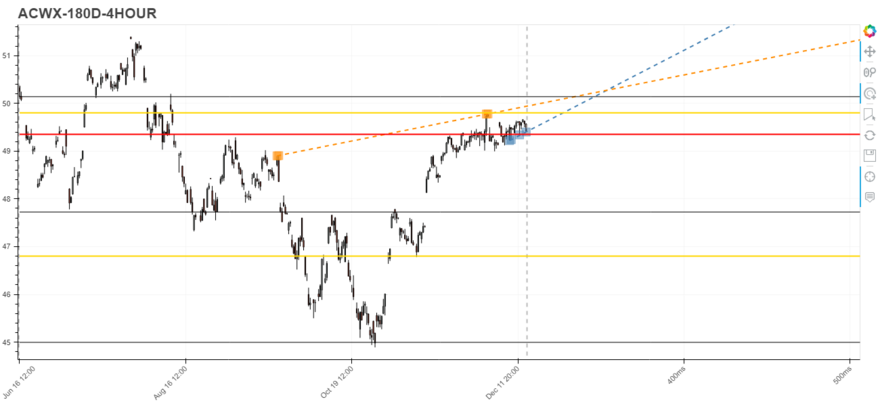 ACWX-180D-4HOUR
51
50
49
48
47
46
45
Jun 16 12:00
Aug 16 12:00
Oct 19 12:00
Dec 11 20:00
400ms
500ms